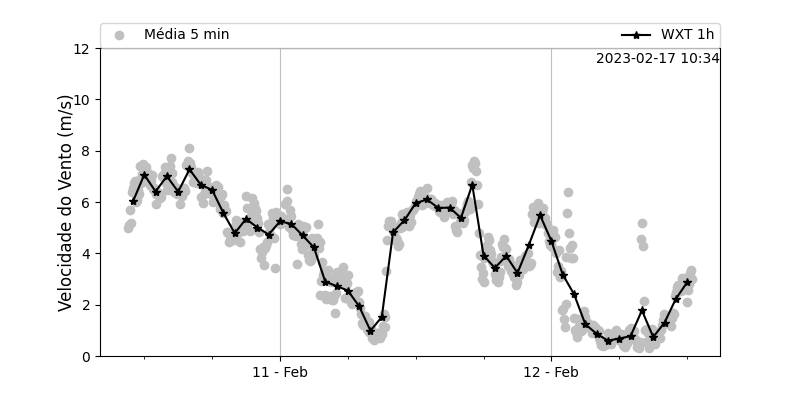 Média 5 min
WXT 1h
2023-02-17 10:34
Velocidade do Vento (m/s)
12
10
8
6
4
2
0
11 - Feb
12 - Feb